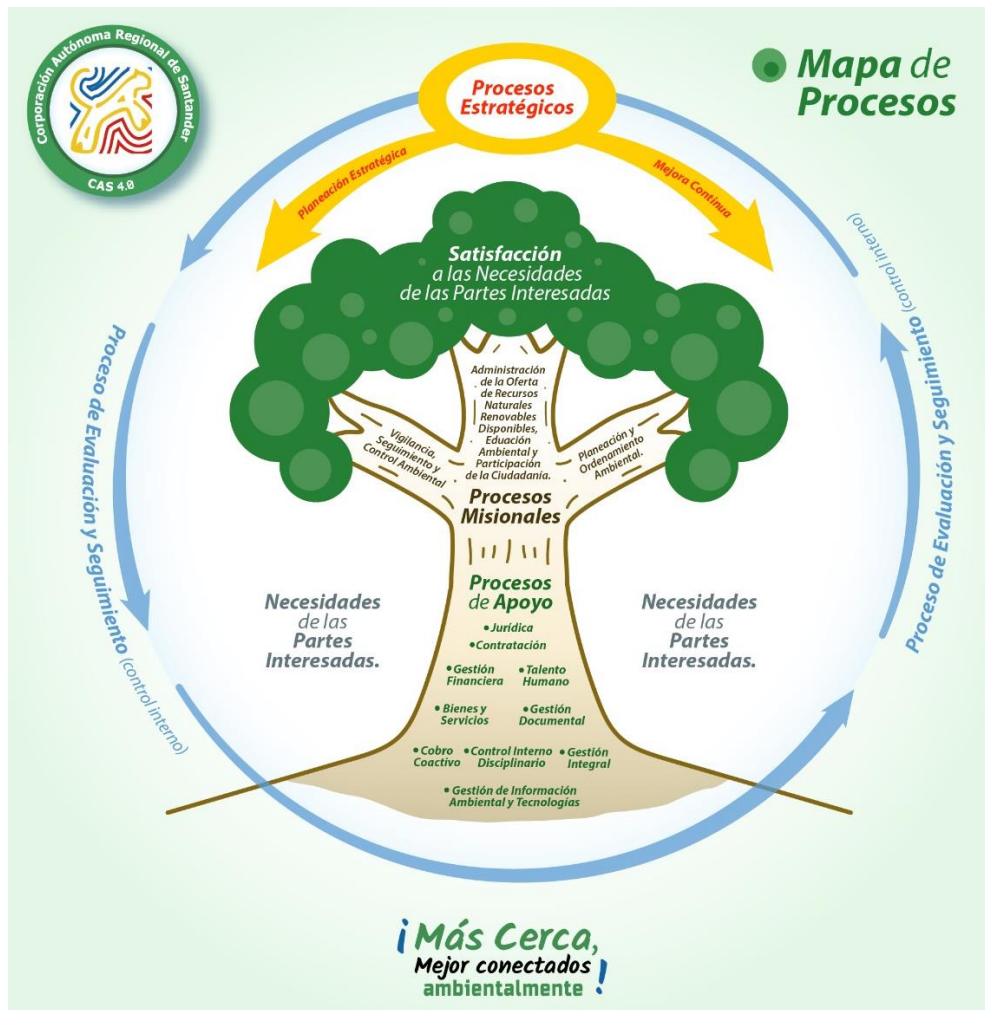 Corporación Autónoma Regional de Santander
CAS 4.0
Mapa de
Procesos
Procesos
Estratégicos
Planeación Estratégica
Mejora Continua
Satisfacción
a las Necesidades
de las Partes Interesadas
Proceso de Evaluación y Seguimiento (control interno)
Proceso de Evaluación y Seguimiento (control interno)
Vigilancia,
Seguimiento y
Control Ambiental
Administración
de la Oferta
de Recursos
Naturales
Renovables
Disponibles,
Eduación
Ambiental y
Participación
de la Ciudadanía.
Planeación y
Ordenamiento
Ambiental.
Procesos
Misionales
Procesos
de Apoyo
•Jurídica
•Contratación
•Gestión
Financiera
•Talento
Humano
•Bienes y
Servicios
•Gestión
Documental
•Cobro
Coactivo
•Control Interno
Disciplinario
•Gestión
Integral
•Gestión de Información
Ambiental y Tecnologías
Necesidades
de las
Partes
Interesadas.
Necesidades
de las
Partes
Interesadas.
¡Más Cerca,
Mejor conectados
ambientalmente!